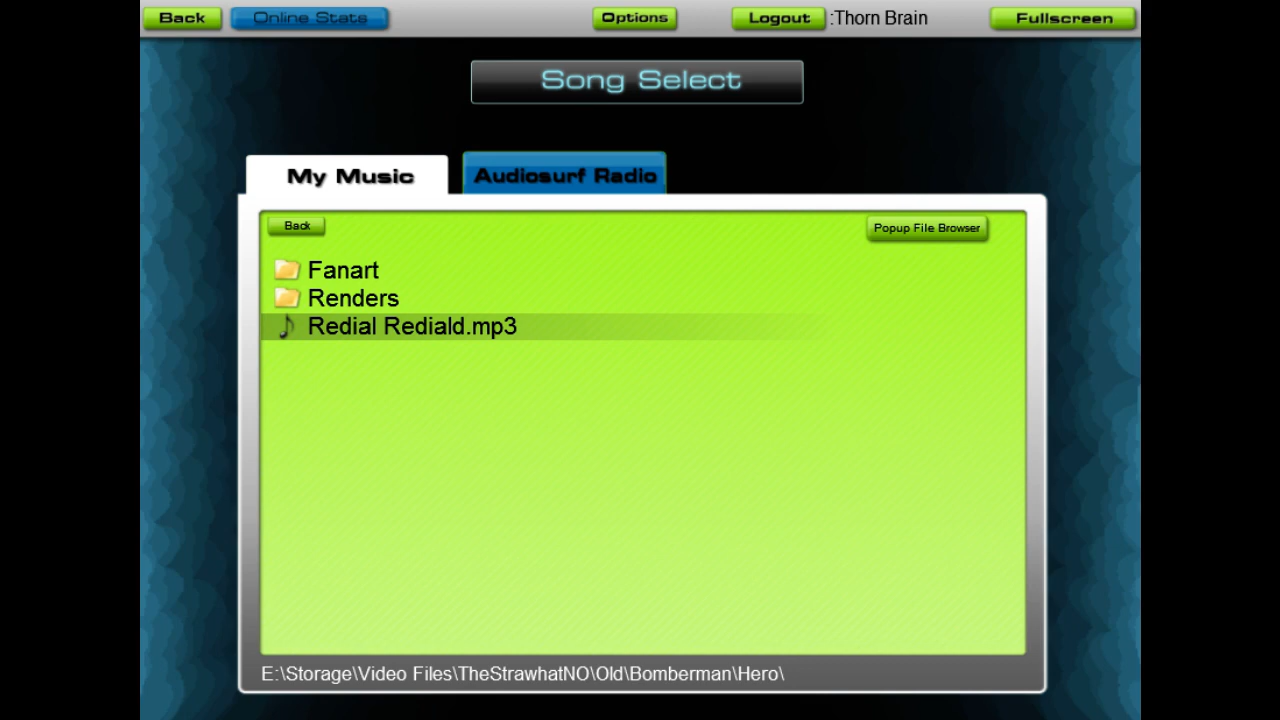 Back Online Stats Options Logout :Thorn Brain Fullscreen
Song Select
My Music Audiosurf Radio
Back Popup File Browser
Fanart
Renders
Redial Rediald.mp3
E:\Storage\Video Files\TheStrawhatNO\Old\Bomberman\Hero\